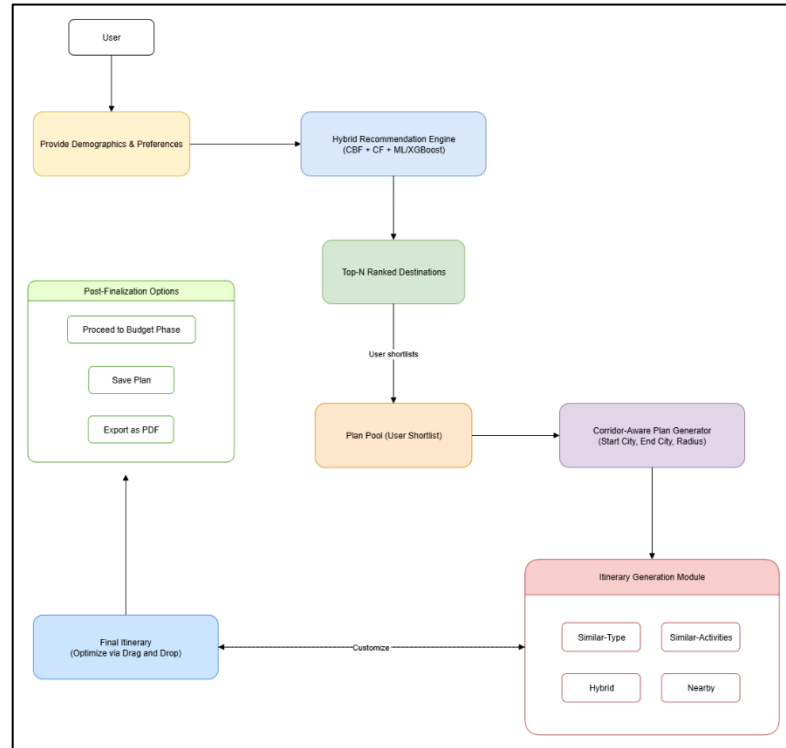 User
Provide Demographics & Preferences
Hybrid Recommendation Engine
(CBF + CF + ML/XGBoost)
Top-N Ranked Destinations
User shortlists
Plan Pool (User Shortlist)
Corridor-Aware Plan Generator
(Start City, End City, Radius)
Itinerary Generation Module
Similar-Type
Similar-Activities
Hybrid
Nearby
Customize
Final Itinerary
(Optimize via Drag and Drop)
Post-Finalization Options
Proceed to Budget Phase
Save Plan
Export as PDF